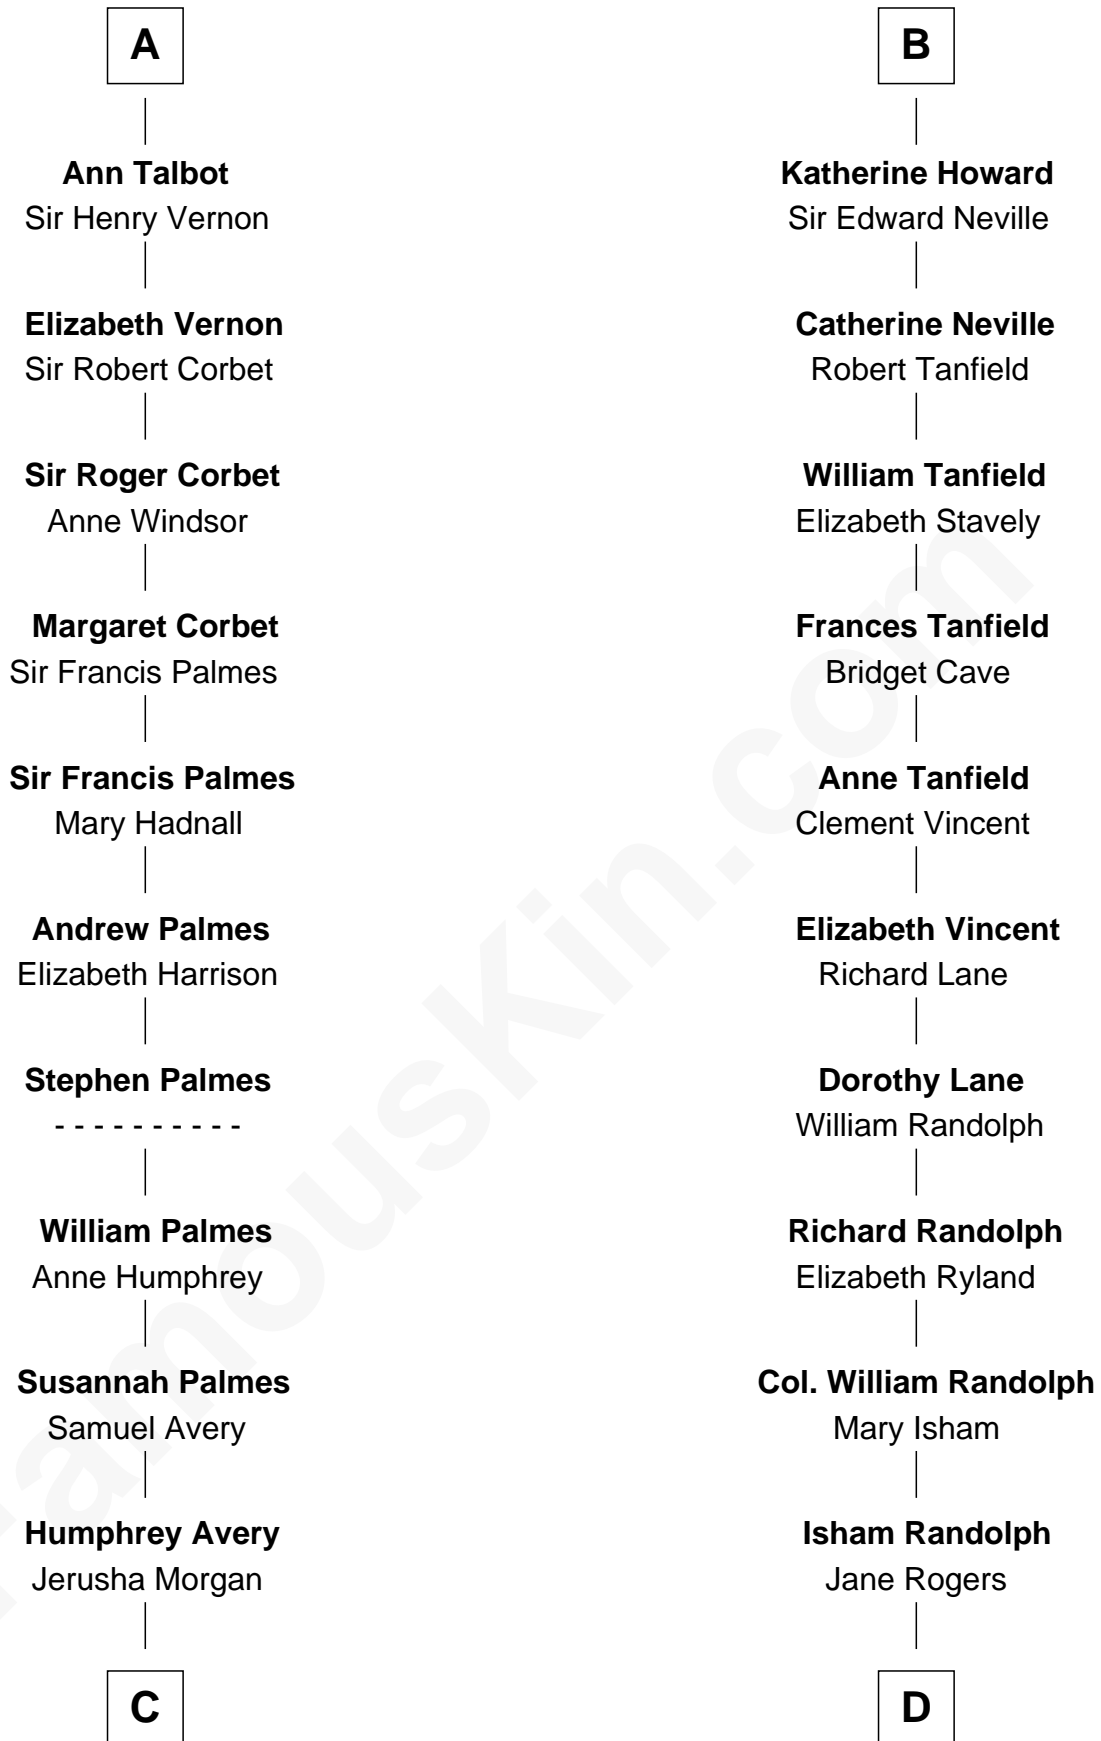 A
Ann Talbot
Sir Henry Vernon
Elizabeth Vernon
Sir Robert Corbet
Sir Roger Corbet
Anne Windsor
Margaret Corbet
Sir Francis Palmes
Sir Francis Palmes
Mary Hadnall
Andrew Palmes
Elizabeth Harrison
Stephen Palmes
- - - - - - - - - -
William Palmes
Anne Humphrey
Susannah Palmes
Samuel Avery
Humphrey Avery
Jerusha Morgan
C
B
Katherine Howard
Sir Edward Neville
Catherine Neville
Robert Tanfield
William Tanfield
Elizabeth Stavely
Frances Tanfield
Bridget Cave
Anne Tanfield
Clement Vincent
Elizabeth Vincent
Richard Lane
Dorothy Lane
William Randolph
Richard Randolph
Elizabeth Ryland
Col. William Randolph
Mary Isham
Isham Randolph
Jane Rogers
D
FamousKin.com